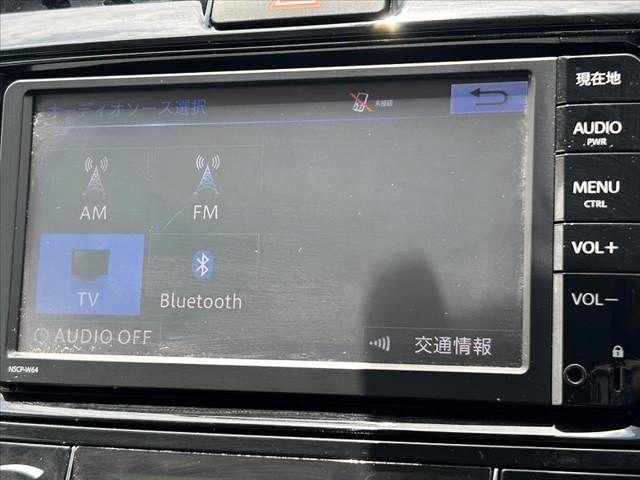 オーディオソース選択
未接続
AM
FM
TV
Bluetooth
AUDIO OFF
交通情報
NSCP-W64
現在地
AUDIO
PWR
MENU
CTRL
VOL+
VOL−